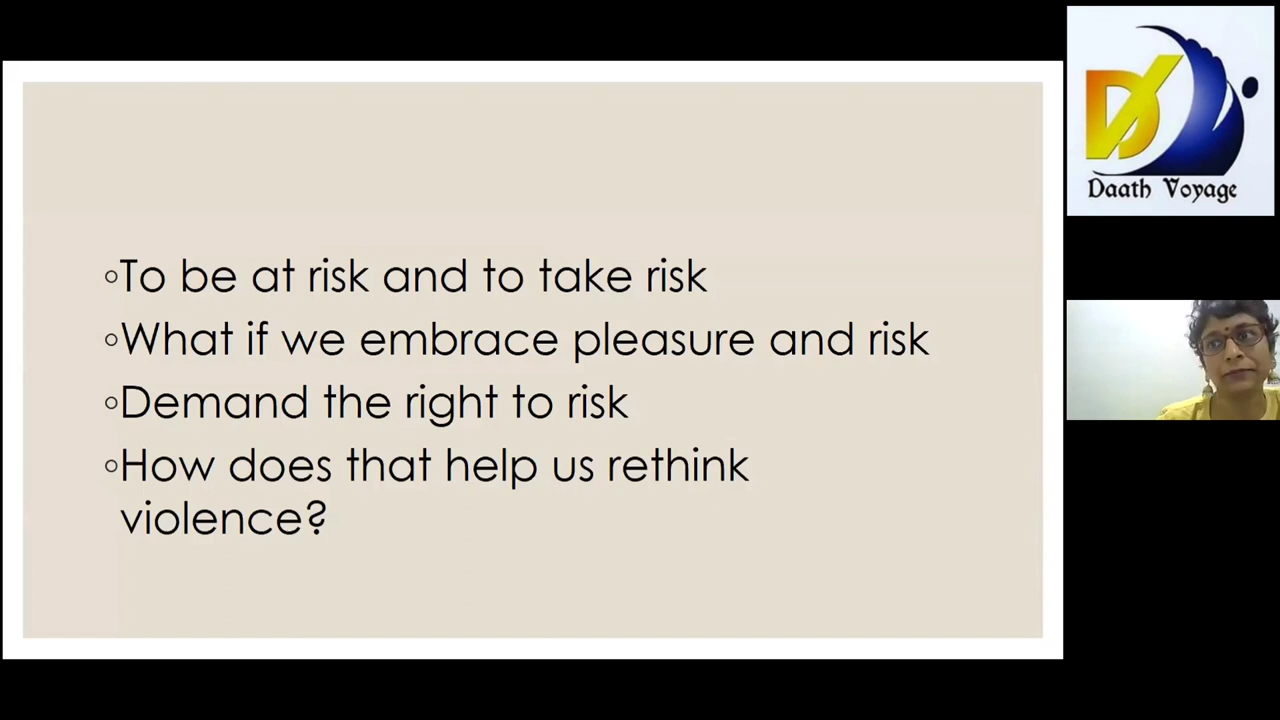 ◦To be at risk and to take risk
◦What if we embrace pleasure and risk
◦Demand the right to risk
◦How does that help us rethink
violence?
DV
Daath Voyage